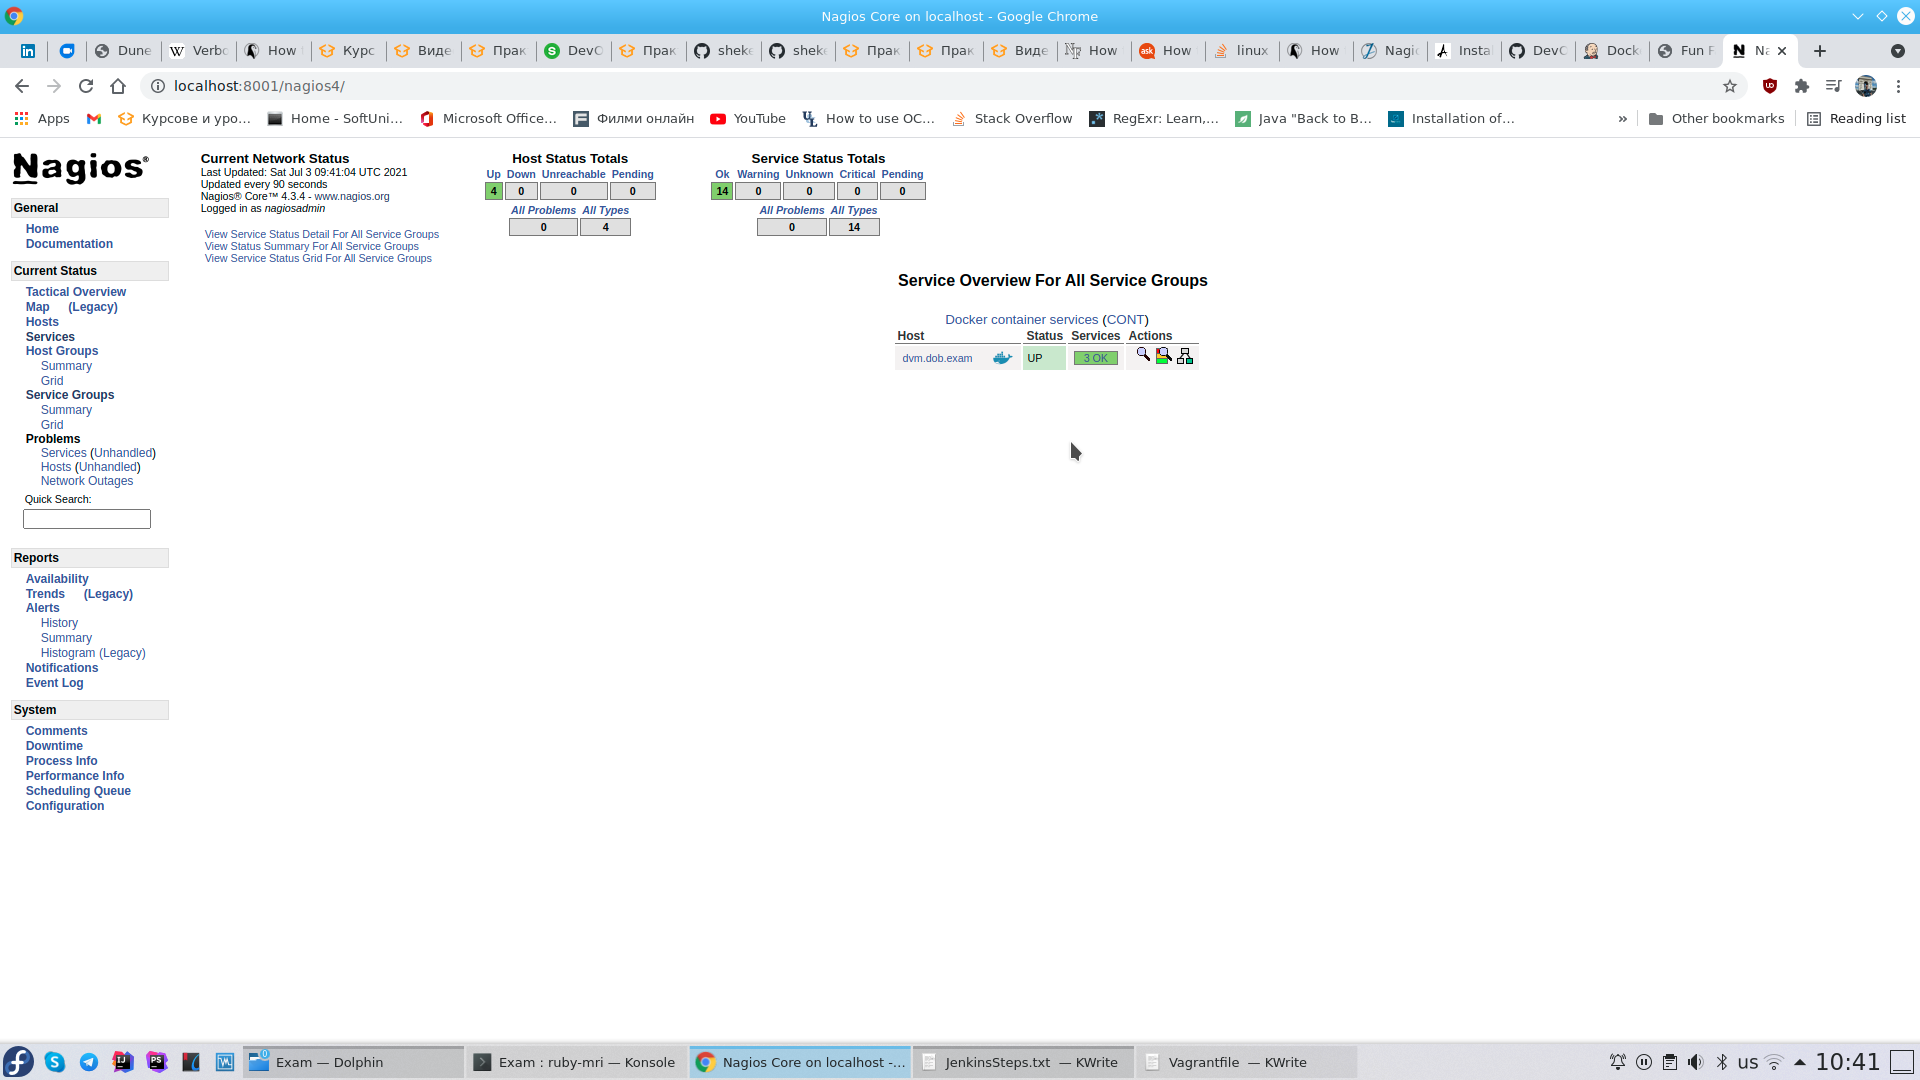 Nagios Core on localhost - Google Chrome
Dune
Verbo
How
Курс
Виде
Прак
DevO
Прак
sheke
sheke
Прак
Прак
Виде
How
How
linux
How
Nagi
Insta
DevO
Dock
Fun F
Na
localhost:8001/nagios4/
Apps
Курсове и уро...
Home - SoftUni...
Microsoft Office...
Филми онлайн
YouTube
How to use OC...
Stack Overflow
RegExr: Learn,...
Java "Back to B...
Installation of...
»
Other bookmarks
Reading list
Nagios®
General
Home
Documentation
Current Status
Tactical Overview
Map (Legacy)
Hosts
Services
Host Groups
Summary
Grid
Service Groups
Summary
Grid
Problems
Services (Unhandled)
Hosts (Unhandled)
Network Outages
Quick Search:
Reports
Availability
Trends (Legacy)
Alerts
History
Summary
Histogram (Legacy)
Notifications
Event Log
System
Comments
Downtime
Process Info
Performance Info
Scheduling Queue
Configuration
Current Network Status
Last Updated: Sat Jul 3 09:41:04 UTC 2021
Updated every 90 seconds
Nagios® Core™ 4.3.4 - www.nagios.org
Logged in as nagiosadmin
View Service Status Detail For All Service Groups
View Status Summary For All Service Groups
View Service Status Grid For All Service Groups
Host Status Totals
Up Down Unreachable Pending
4 0 0 0
All Problems All Types
0 4
Service Status Totals
Ok Warning Unknown Critical Pending
14 0 0 0 0
All Problems All Types
0 14
Service Overview For All Service Groups
Docker container services (CONT)
Host Status Services Actions
dvm.dob.exam UP 3 OK
Exam — Dolphin
Exam : ruby-mri — Konsole
Nagios Core on localhost -...
JenkinsSteps.txt — KWrite
Vagrantfile — KWrite
us
10:41